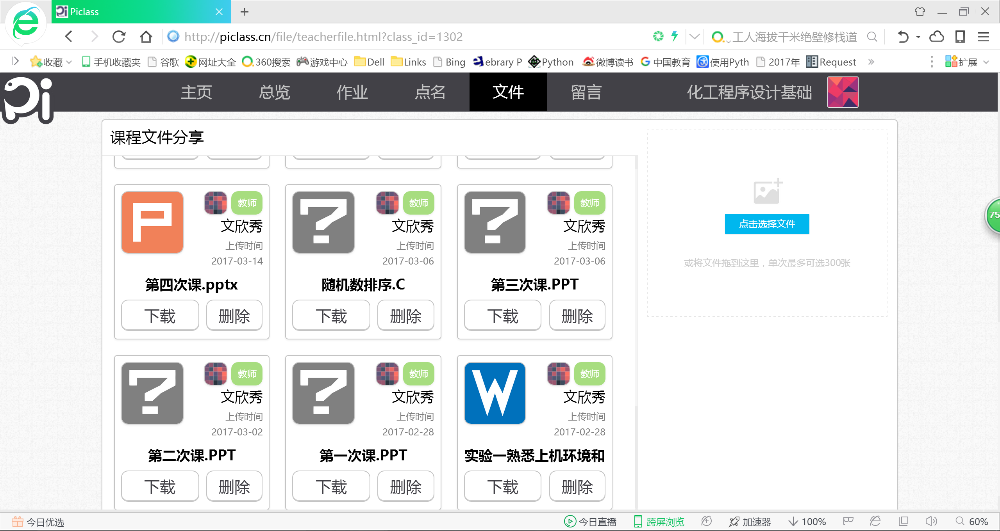 Piclass
http://piclass.cn/file/teacherfile.html?class_id=1302
工人海拔千米绝壁修栈道
收藏 手机收藏夹 谷歌 网址大全 360搜索 游戏中心 Dell Links Bing ebrary P Python 微博读书 中国教育 使用Pyth 2017年 Request 扩展
Pi 主页 总览 作业 点名 文件 留言 化工程序设计基础
课程文件分享
教师
文欣秀
上传时间
2017-03-14
第四次课.pptx
下载 删除
教师
文欣秀
上传时间
2017-03-06
随机数排序.C
下载 删除
教师
文欣秀
上传时间
2017-03-06
第三次课.PPT
下载 删除
教师
文欣秀
上传时间
2017-03-02
第二次课.PPT
下载 删除
教师
文欣秀
上传时间
2017-02-28
第一次课.PPT
下载 删除
教师
文欣秀
上传时间
2017-02-28
实验一熟悉上机环境和
下载 删除
点击选择文件
或将文件拖到这里，单次最多可选300张
75
今日优选 今日直播 跨屏浏览 加速器 100% 60%